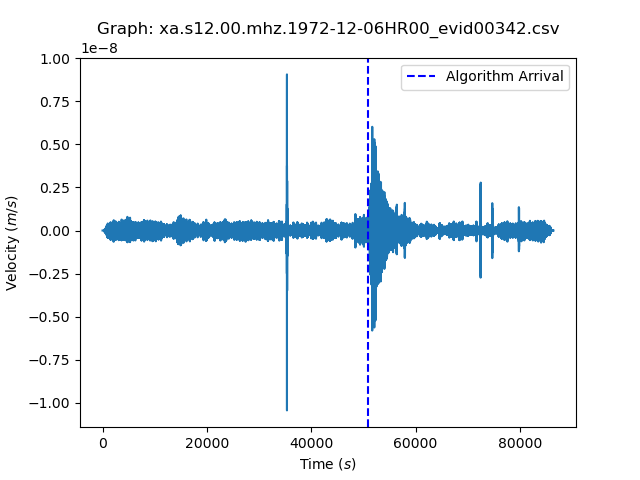 Graph: xa.s12.00.mhz.1972-12-06HR00_evid00342.csv
1e−8
1.00
0.75
0.50
0.25
0.00
−0.25
−0.50
−0.75
−1.00
Velocity (m/s)
Algorithm Arrival
0 20000 40000 60000 80000
Time (s)